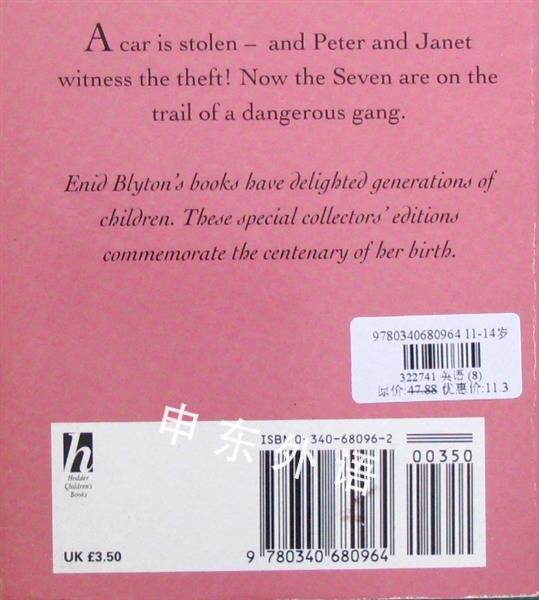 A car is stolen – and Peter and Janet
witness the theft! Now the Seven are on the
trail of a dangerous gang.
Enid Blyton's books have delighted generations of
children. These special collectors' editions
commemorate the centenary of her birth.
9780340680964 11-14岁
322741 英语 (8)
原价:47.88 优惠价:11.3
申东外语
ISBN 0-340-68096-2
00350
h
Hodder
Children's
Books
UK £3.50
9 780340 680964